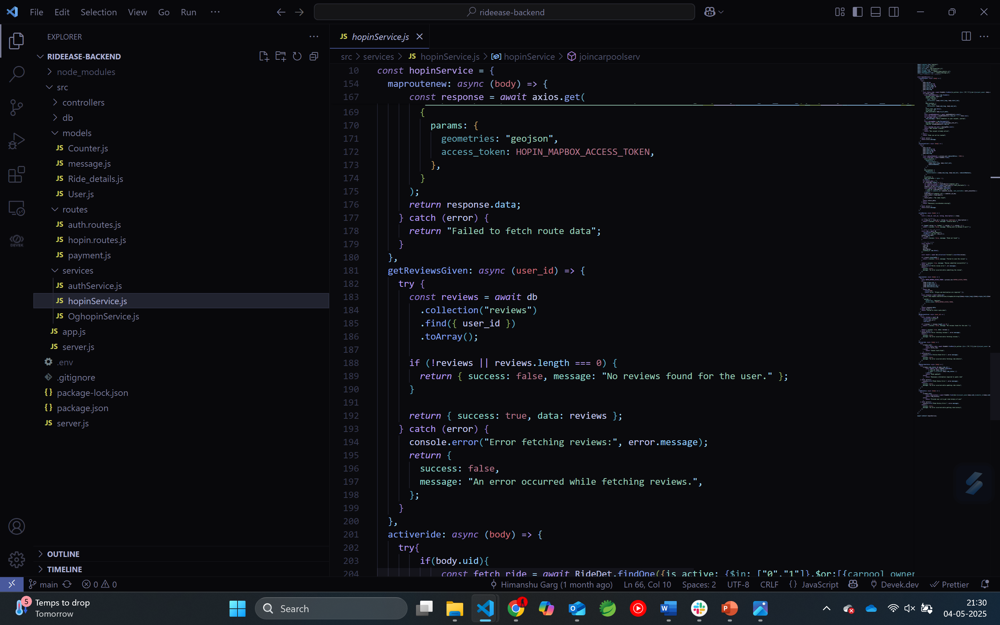 File Edit Selection View Go Run ···
rideease-backend
EXPLORER
RIDEEASE-BACKEND
node_modules
src
controllers
db
models
JS Counter.js
JS message.js
JS Ride_details.js
JS User.js
routes
JS auth.routes.js
JS hopin.routes.js
JS payment.js
services
JS authService.js
JS hopinService.js
JS OghopinService.js
JS app.js
JS server.js
.env
.gitignore
{} package-lock.json
{} package.json
JS server.js
OUTLINE
TIMELINE
DEVEK
JS hopinService.js
src > services > JS hopinService.js > hopinService > joincarpoolserv
10 const hopinService = {
154 maproutenew: async (body) => {
167 const response = await axios.get(
169 {
170 params: {
171 geometries: "geojson",
172 access_token: HOPIN_MAPBOX_ACCESS_TOKEN,
173 },
174 }
175 );
176 return response.data;
177 } catch (error) {
178 return "Failed to fetch route data";
179 }
180 },
181 getReviewsGiven: async (user_id) => {
182 try {
183 const reviews = await db
184 .collection("reviews")
185 .find({ user_id })
186 .toArray();
187
188 if (!reviews || reviews.length === 0) {
189 return { success: false, message: "No reviews found for the user." };
190 }
191
192 return { success: true, data: reviews };
193 } catch (error) {
194 console.error("Error fetching reviews:", error.message);
195 return {
196 success: false,
197 message: "An error occurred while fetching reviews.",
198 };
199 }
200 },
201 activeride: async (body) => {
202 try{
203 if(body.uid){
204 const fetch_ride = await RideDet.findOne({is_active: {$in: ["0","1"]},$or:[{carpool_owner
main 0 0 Himanshu Garg (1 month ago) Ln 66, Col 10 Spaces: 2 UTF-8 CRLF {} JavaScript Devek.dev Prettier
5 Temps to drop
Tomorrow
Search
21:30
04-05-2025